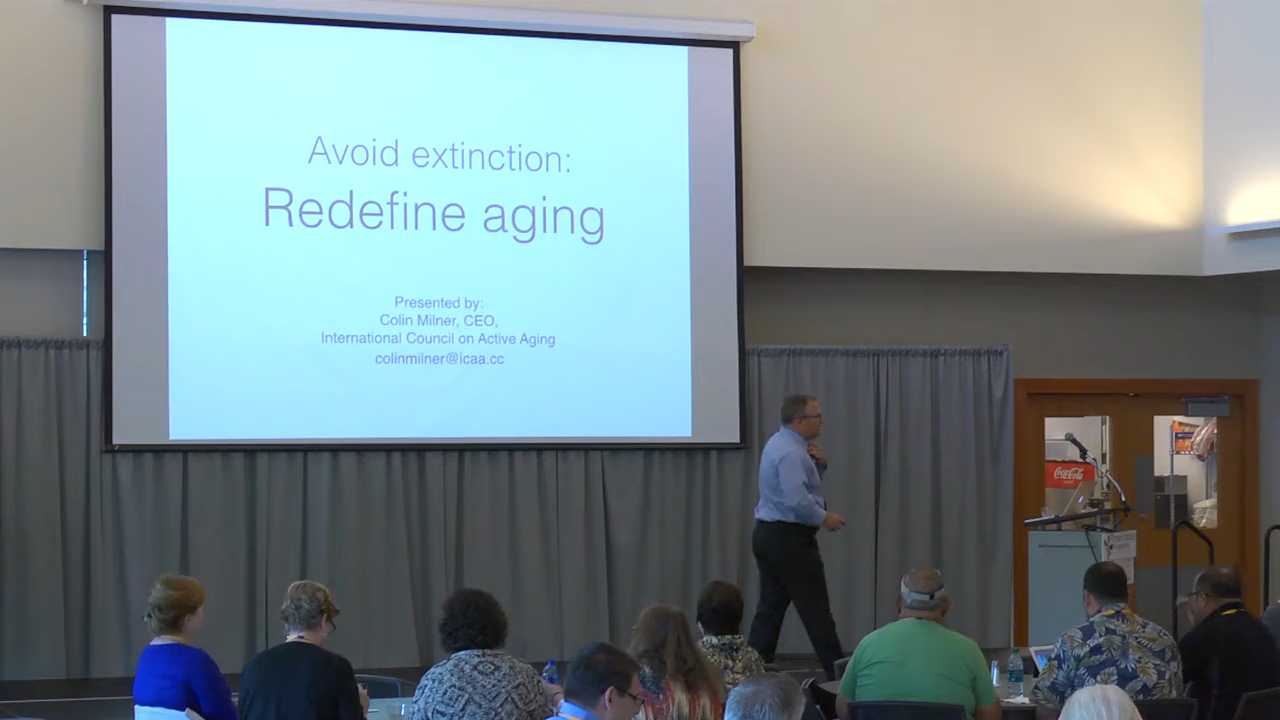 Avoid extinction:
Redefine aging
Presented by:
Colin Milner, CEO,
International Council on Active Aging
colinmilner@icaa.cc
Coca-Cola